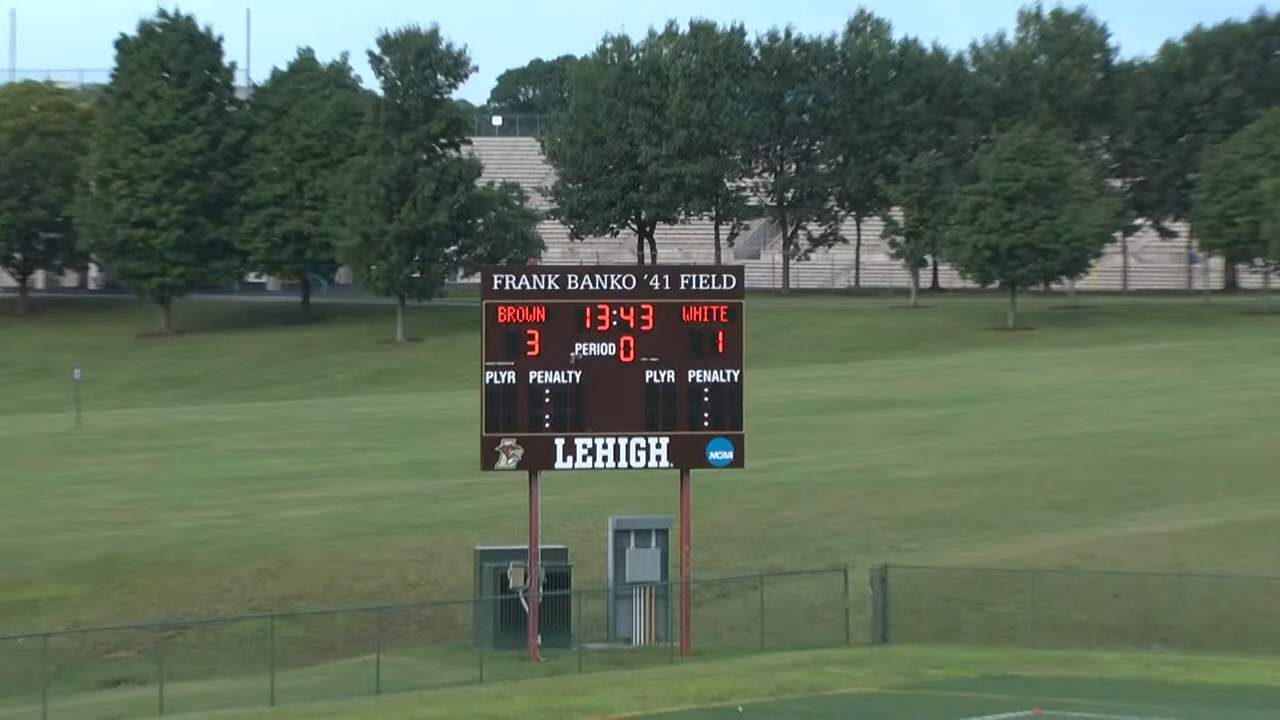 FRANK BANKO '41 FIELD
BROWN 13:43 WHITE
3 PERIOD 0 1
PLYR PENALTY PLYR PENALTY
LEHIGH
NCAA